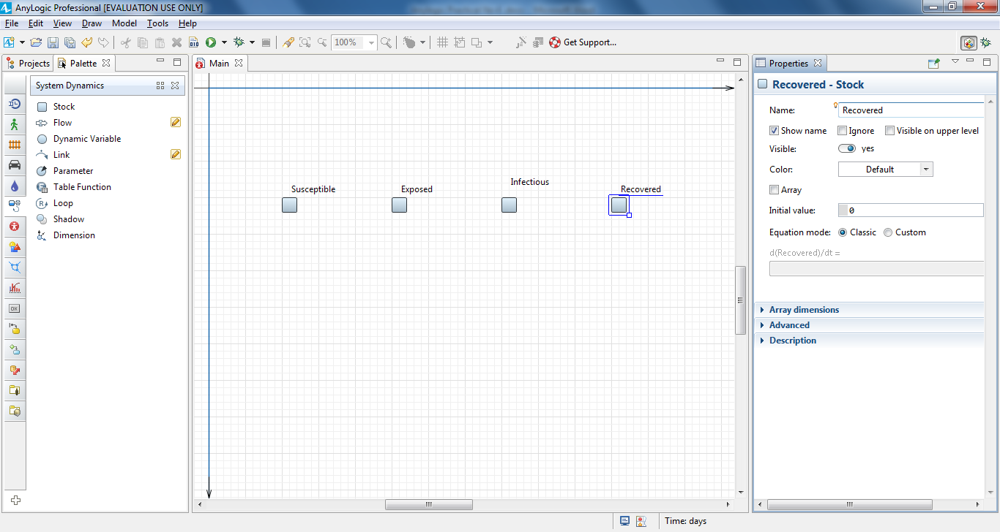 AnyLogic Professional [EVALUATION USE ONLY]
File Edit View Draw Model Tools Help
100% Get Support...
Projects Palette
Main
Properties
System Dynamics
Stock
Flow
Dynamic Variable
Link
Parameter
Table Function
Loop
Shadow
Dimension
Susceptible
Exposed
Infectious
Recovered
Recovered - Stock
Name: Recovered
Show name Ignore Visible on upper level
Visible: yes
Color: Default
Array
Initial value: 0
Equation mode: Classic Custom
d(Recovered)/dt =
Array dimensions
Advanced
Description
Time: days